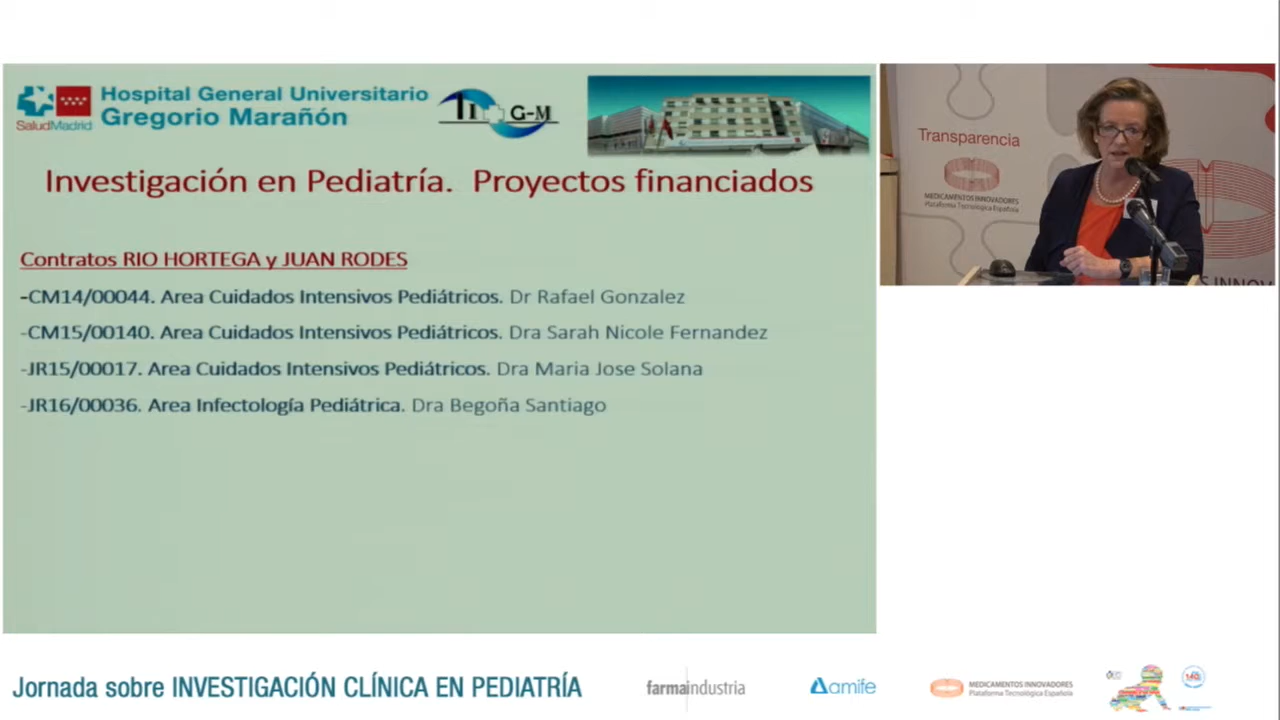 Hospital General Universitario
Gregorio Marañón
SaludMadrid
G-M
Investigación en Pediatría. Proyectos financiados
Contratos RIO HORTEGA y JUAN RODES
-CM14/00044. Area Cuidados Intensivos Pediátricos. Dr Rafael Gonzalez
-CM15/00140. Area Cuidados Intensivos Pediátricos. Dra Sarah Nicole Fernandez
-JR15/00017. Area Cuidados Intensivos Pediátricos. Dra Maria Jose Solana
-JR16/00036. Area Infectología Pediátrica. Dra Begoña Santiago
Transparencia
MEDICAMENTOS INNOVADORES
Plataforma Tecnológica Española
S INNOV
Jornada sobre INVESTIGACIÓN CLÍNICA EN PEDIATRÍA
farmaindustria
amife
MEDICAMENTOS INNOVADORES
Plataforma Tecnológica Española